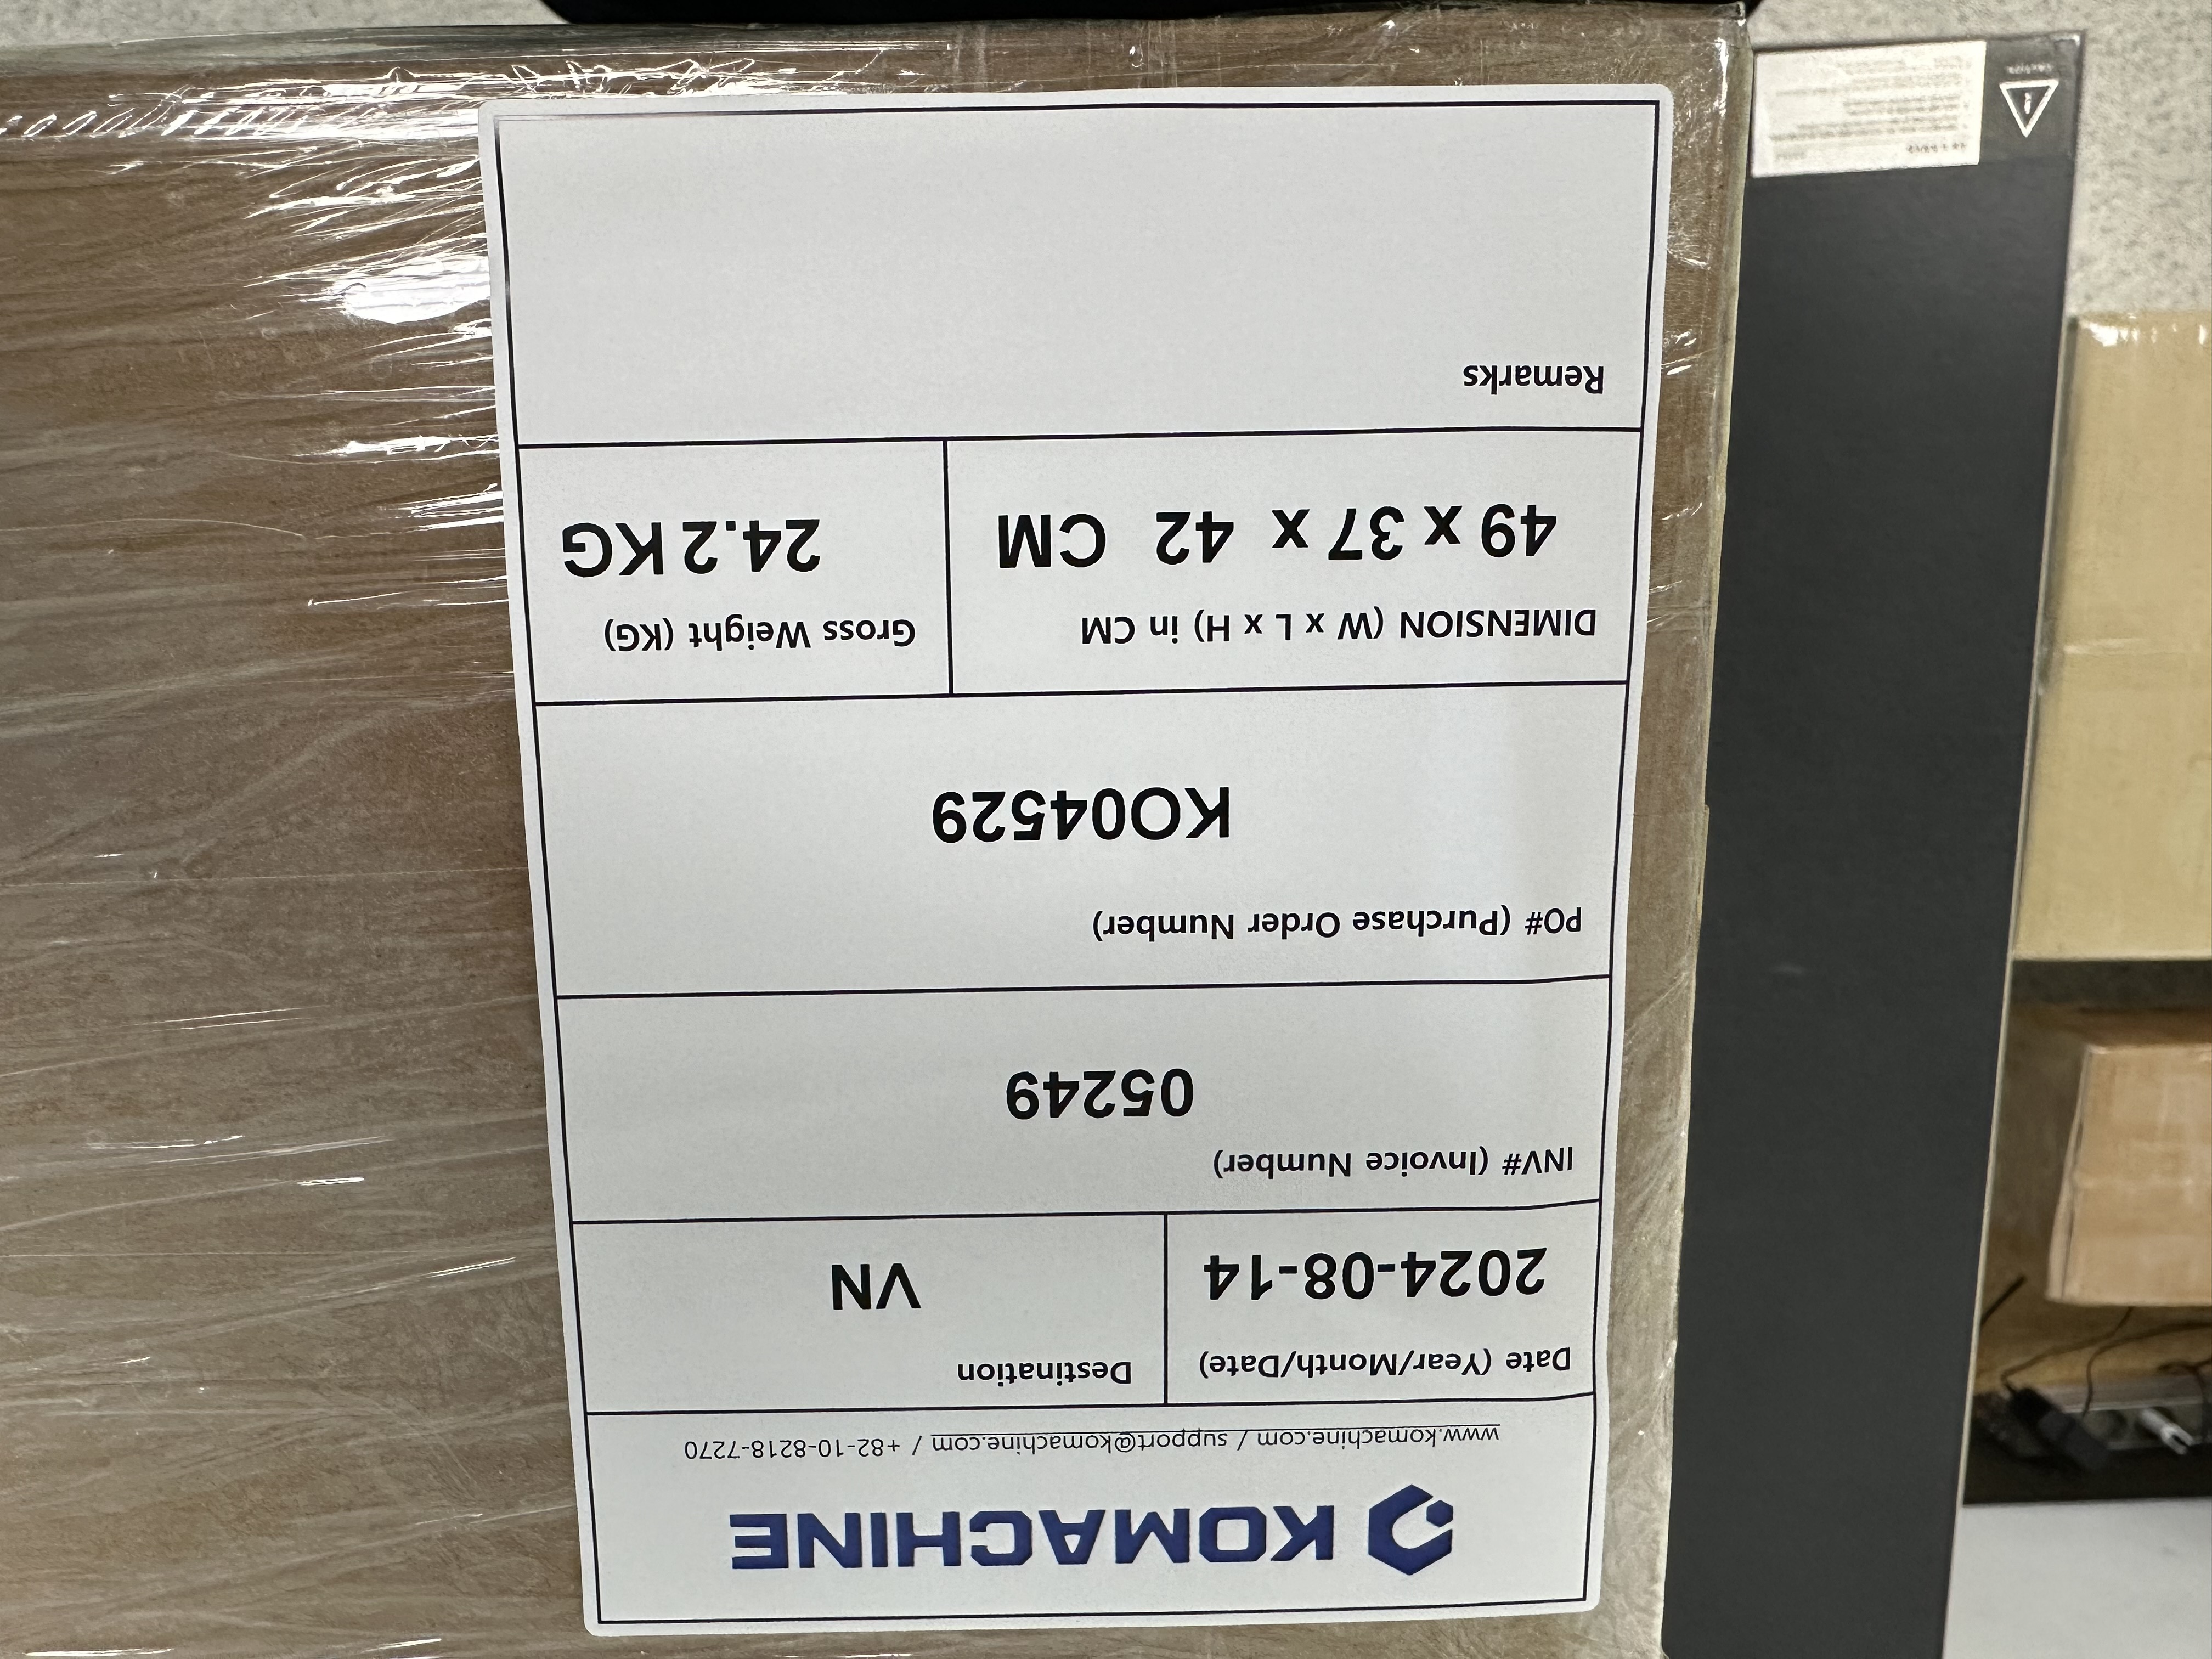 KOMACHINE
www.komachine.com / support@komachine.com / +82-10-8218-7270
Date (Year/Month/Date)
2024-08-14
Destination
VN
INV# (Invoice Number)
05249
PO# (Purchase Order Number)
KO04529
DIMENSION (W x L x H) in CM
49 x 37 x 42 CM
Gross Weight (KG)
24.2 KG
Remarks